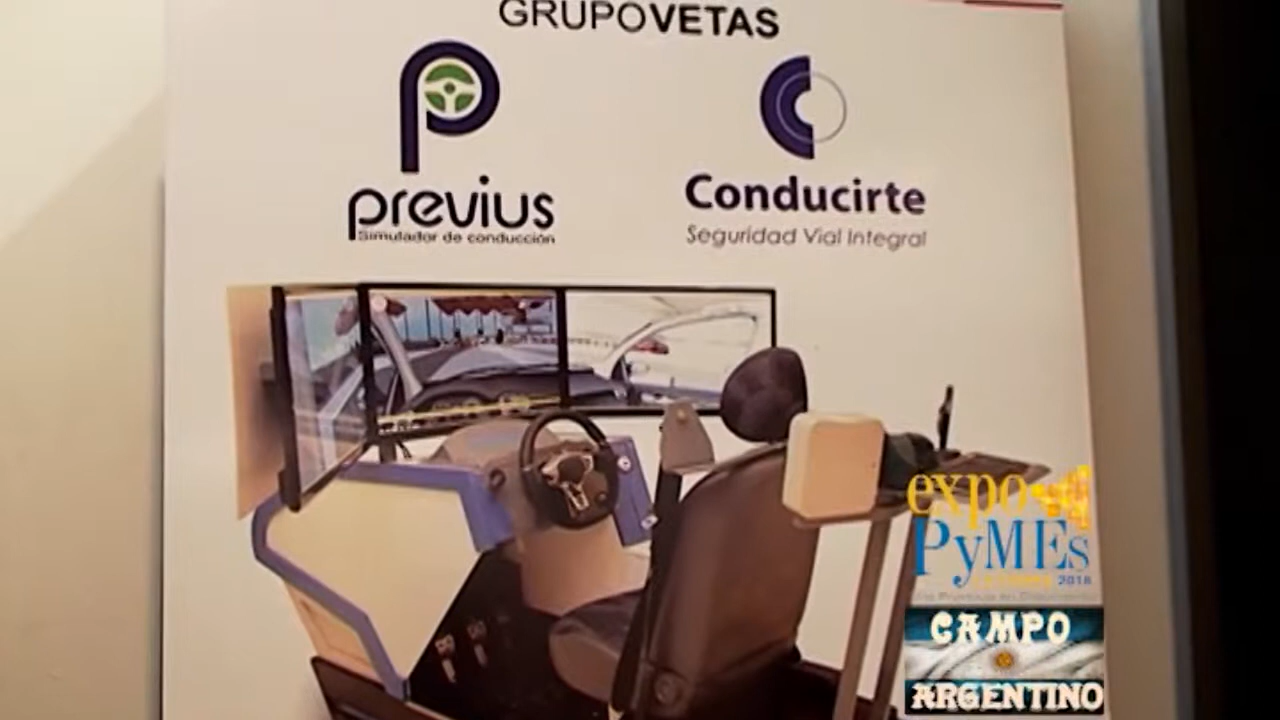 GRUPOVETAS
previus
Simulador de conducción
Conducirte
Seguridad Vial Integral
expo
PyMEs
2018
CAMPO
ARGENTINO